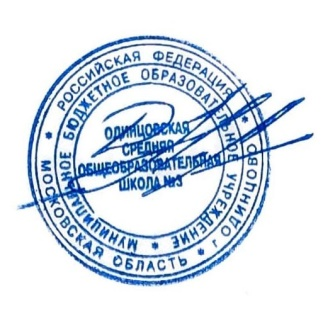 РОССИЙСКАЯ ФЕДЕРАЦИЯ * г. ОДИНЦОВО * МОСКОВСКАЯ ОБЛАСТЬ *
МУНИЦИПАЛЬНОЕ БЮДЖЕТНОЕ ОБРАЗОВАТЕЛЬНОЕ УЧРЕЖДЕНИЕ *
ОДИНЦОВСКАЯ
СРЕДНЯЯ
ОБЩЕОБРАЗОВАТЕЛЬНАЯ
ШКОЛА №3